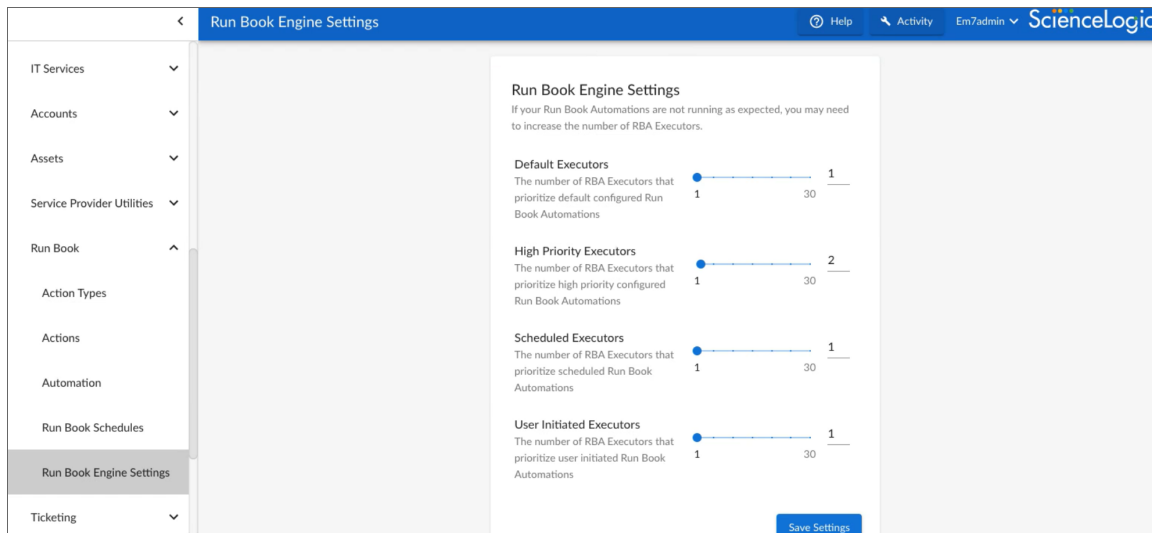 Run Book Engine Settings
Help
Activity
Em7admin
ScienceLogic
IT Services
Accounts
Assets
Service Provider Utilities
Run Book
Action Types
Actions
Automation
Run Book Schedules
Run Book Engine Settings
Ticketing
Run Book Engine Settings
If your Run Book Automations are not running as expected, you may need
to increase the number of RBA Executors.
Default Executors
The number of RBA Executors that
prioritize default configured Run
Book Automations
1
30
1
High Priority Executors
The number of RBA Executors that
prioritize high priority configured
Run Book Automations
1
30
2
Scheduled Executors
The number of RBA Executors that
prioritize scheduled Run Book
Automations
1
30
1
User Initiated Executors
The number of RBA Executors that
prioritize user initiated Run Book
Automations
1
30
1
Save Settings